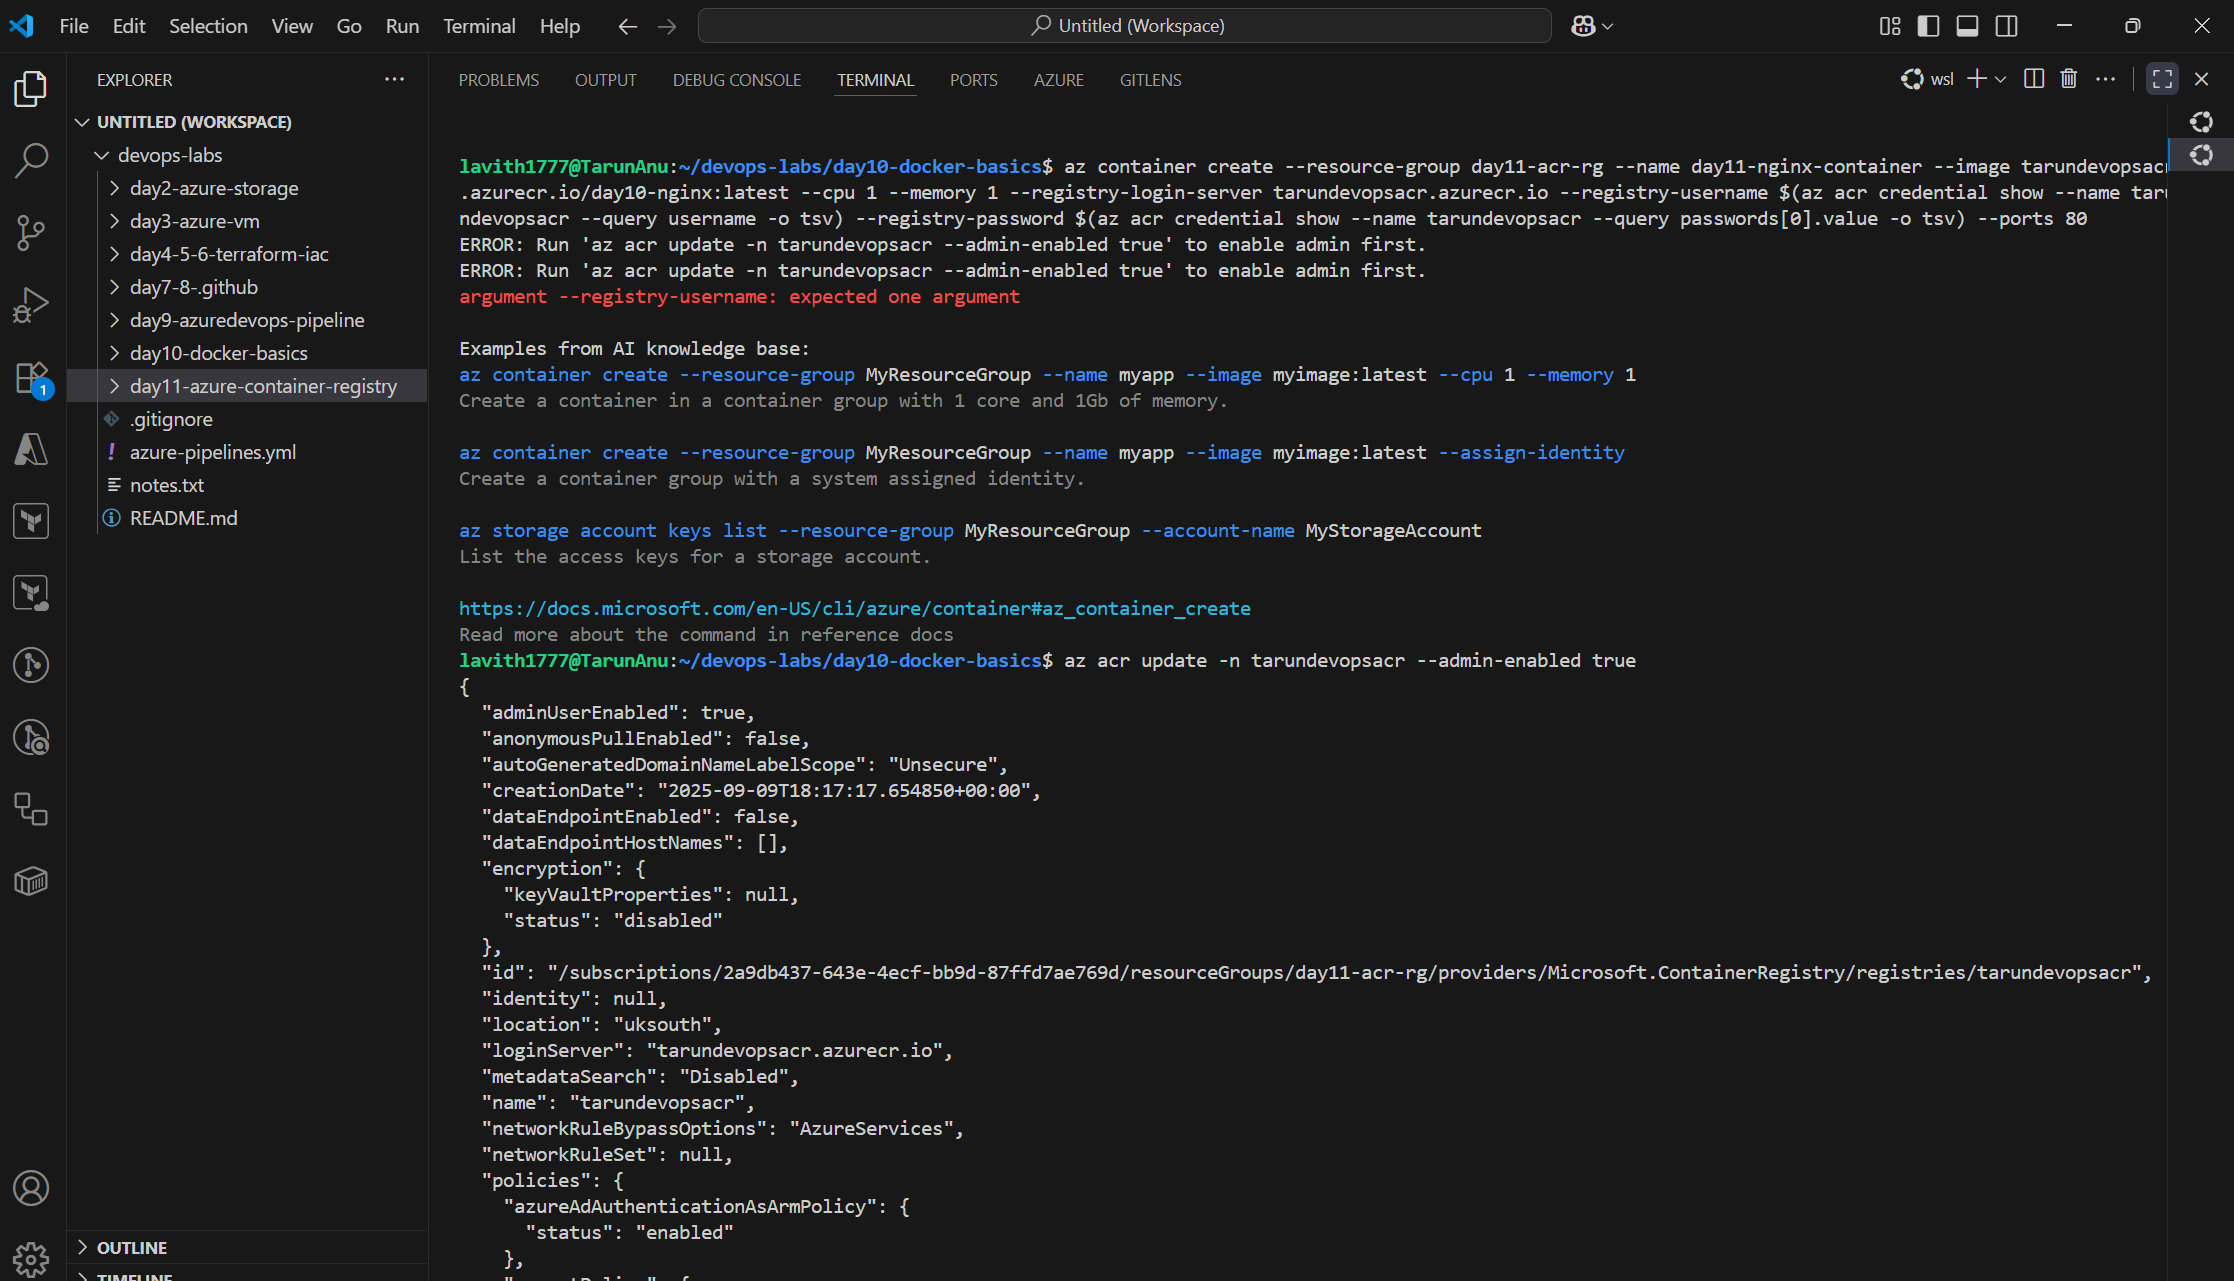 File Edit Selection View Go Run Terminal Help
Untitled (Workspace)
EXPLORER
UNTITLED (WORKSPACE)
devops-labs
day2-azure-storage
day3-azure-vm
day4-5-6-terraform-iac
day7-8-.github
day9-azuredevops-pipeline
day10-docker-basics
day11-azure-container-registry
.gitignore
azure-pipelines.yml
notes.txt
README.md
1
OUTLINE
TIMELINE
PROBLEMS OUTPUT DEBUG CONSOLE TERMINAL PORTS AZURE GITLENS
wsl
lavith1777@TarunAnu:~/devops-labs/day10-docker-basics$ az container create --resource-group day11-acr-rg --name day11-nginx-container --image tarundevopsacr
.azurecr.io/day10-nginx:latest --cpu 1 --memory 1 --registry-login-server tarundevopsacr.azurecr.io --registry-username $(az acr credential show --name taru
ndevopsacr --query username -o tsv) --registry-password $(az acr credential show --name tarundevopsacr --query passwords[0].value -o tsv) --ports 80
ERROR: Run 'az acr update -n tarundevopsacr --admin-enabled true' to enable admin first.
ERROR: Run 'az acr update -n tarundevopsacr --admin-enabled true' to enable admin first.
argument --registry-username: expected one argument
Examples from AI knowledge base:
az container create --resource-group MyResourceGroup --name myapp --image myimage:latest --cpu 1 --memory 1
Create a container in a container group with 1 core and 1Gb of memory.
az container create --resource-group MyResourceGroup --name myapp --image myimage:latest --assign-identity
Create a container group with a system assigned identity.
az storage account keys list --resource-group MyResourceGroup --account-name MyStorageAccount
List the access keys for a storage account.
https://docs.microsoft.com/en-US/cli/azure/container#az_container_create
Read more about the command in reference docs
lavith1777@TarunAnu:~/devops-labs/day10-docker-basics$ az acr update -n tarundevopsacr --admin-enabled true
{
"adminUserEnabled": true,
"anonymousPullEnabled": false,
"autoGeneratedDomainNameLabelScope": "Unsecure",
"creationDate": "2025-09-09T18:17:17.654850+00:00",
"dataEndpointEnabled": false,
"dataEndpointHostNames": [],
"encryption": {
"keyVaultProperties": null,
"status": "disabled"
},
"id": "/subscriptions/2a9db437-643e-4ecf-bb9d-87ffd7ae769d/resourceGroups/day11-acr-rg/providers/Microsoft.ContainerRegistry/registries/tarundevopsacr",
"identity": null,
"location": "uksouth",
"loginServer": "tarundevopsacr.azurecr.io",
"metadataSearch": "Disabled",
"name": "tarundevopsacr",
"networkRuleBypassOptions": "AzureServices",
"networkRuleSet": null,
"policies": {
"azureAdAuthenticationAsArmPolicy": {
"status": "enabled"
},